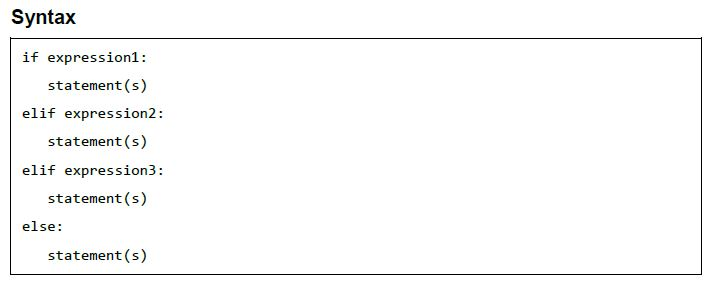 Syntax
if expression1:
   statement(s)
elif expression2:
   statement(s)
elif expression3:
   statement(s)
else:
   statement(s)